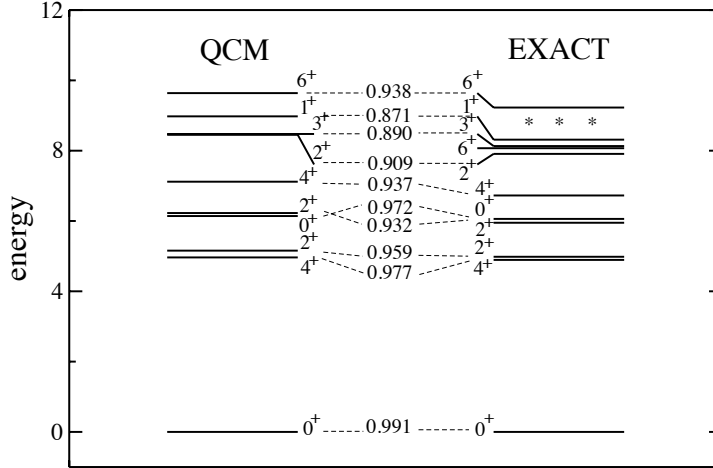 12
QCM EXACT
6+ 0.938 6+
1+ 0.871 1+
3+ 0.890 3+
8 6+
2+ 0.909 2+
4+ 0.937 4+
2+ 0.972 0+
0+ 0.932 2+
2+ 0.959 2+
4+ 0.977 4+
4
0+ 0.991 0+
0
energy
* * *